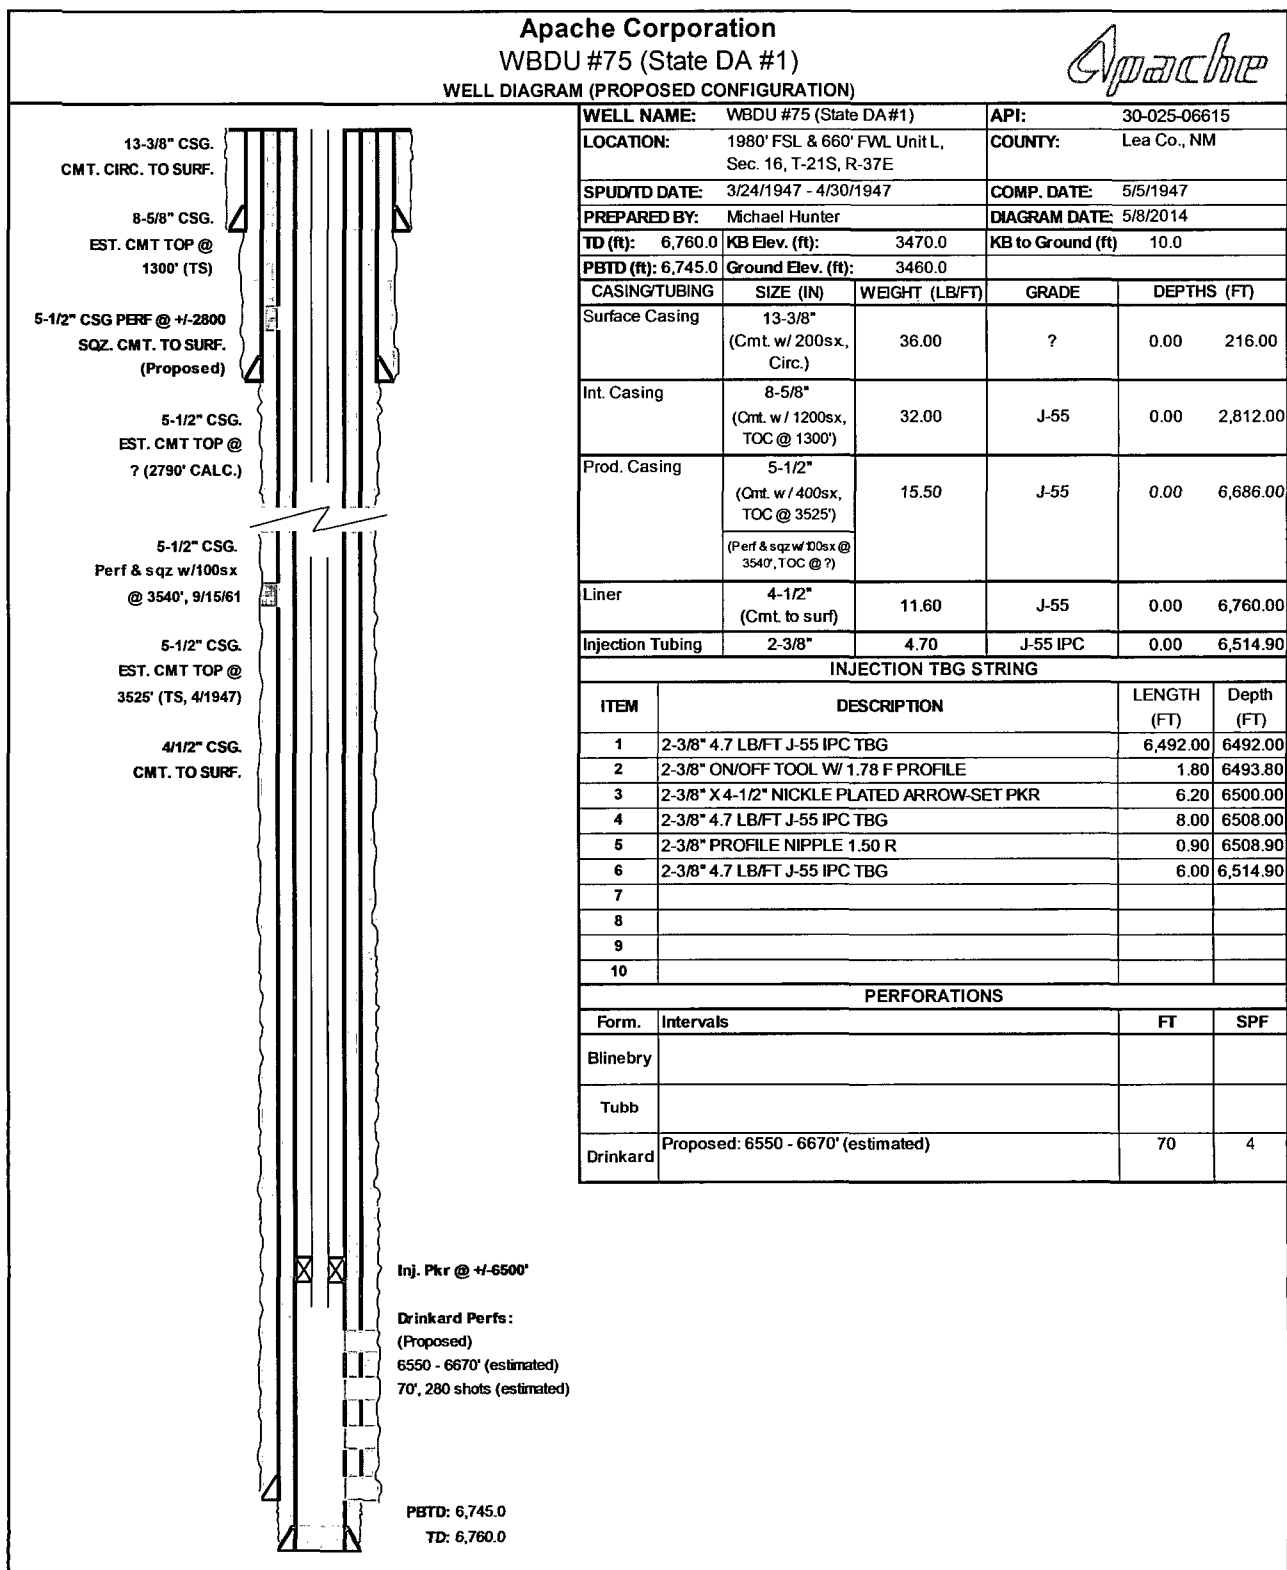 Apache Corporation
WBDU #75 (State DA #1)
WELL DIAGRAM (PROPOSED CONFIGURATION)
Apache
13-3/8" CSG.
CMT. CIRC. TO SURF.
8-5/8" CSG.
EST. CMT TOP @
1300' (TS)
5-1/2" CSG PERF @ +/-2800
SQZ. CMT. TO SURF.
(Proposed)
5-1/2" CSG.
EST. CMT TOP @
? (2790' CALC.)
5-1/2" CSG.
Perf & sqz w/100sx
@ 3540', 9/15/61
5-1/2" CSG.
EST. CMT TOP @
3525' (TS, 4/1947)
4/1/2" CSG.
CMT. TO SURF.
Inj. Pkr @ +/-6500'
Drinkard Perfs:
(Proposed)
6550 - 6670' (estimated)
70', 280 shots (estimated)
PBTD: 6,745.0
TD: 6,760.0
WELL NAME: WBDU #75 (State DA#1) API: 30-025-06615
LOCATION: 1980' FSL & 660' FWL Unit L, COUNTY: Lea Co., NM
Sec. 16, T-21S, R-37E
SPUD/TD DATE: 3/24/1947 - 4/30/1947 COMP. DATE: 5/5/1947
PREPARED BY: Michael Hunter DIAGRAM DATE: 5/8/2014
TD (ft): 6,760.0 KB Elev. (ft): 3470.0 KB to Ground (ft) 10.0
PBTD (ft): 6,745.0 Ground Elev. (ft): 3460.0
CASING/TUBING SIZE (IN) WEIGHT (LB/FT) GRADE DEPTHS (FT)
Surface Casing 13-3/8"
(Cmt. w/ 200sx, 36.00 ? 0.00 216.00
Circ.)
Int. Casing 8-5/8"
(Cmt. w / 1200sx, 32.00 J-55 0.00 2,812.00
TOC @ 1300')
Prod. Casing 5-1/2"
(Cmt. w / 400sx, 15.50 J-55 0.00 6,686.00
TOC @ 3525')
(Perf & sqz w/100sx @
3540', TOC @ ?)
Liner 4-1/2" 11.60 J-55 0.00 6,760.00
(Cmt. to surf)
Injection Tubing 2-3/8" 4.70 J-55 IPC 0.00 6,514.90
INJECTION TBG STRING
ITEM DESCRIPTION LENGTH (FT) Depth (FT)
1 2-3/8" 4.7 LB/FT J-55 IPC TBG 6,492.00 6492.00
2 2-3/8" ON/OFF TOOL W/ 1.78 F PROFILE 1.80 6493.80
3 2-3/8" X 4-1/2" NICKLE PLATED ARROW-SET PKR 6.20 6500.00
4 2-3/8" 4.7 LB/FT J-55 IPC TBG 8.00 6508.00
5 2-3/8" PROFILE NIPPLE 1.50 R 0.90 6508.90
6 2-3/8" 4.7 LB/FT J-55 IPC TBG 6.00 6,514.90
7
8
9
10
PERFORATIONS
Form. Intervals FT SPF
Blinebry
Tubb
Drinkard Proposed: 6550 - 6670' (estimated) 70 4